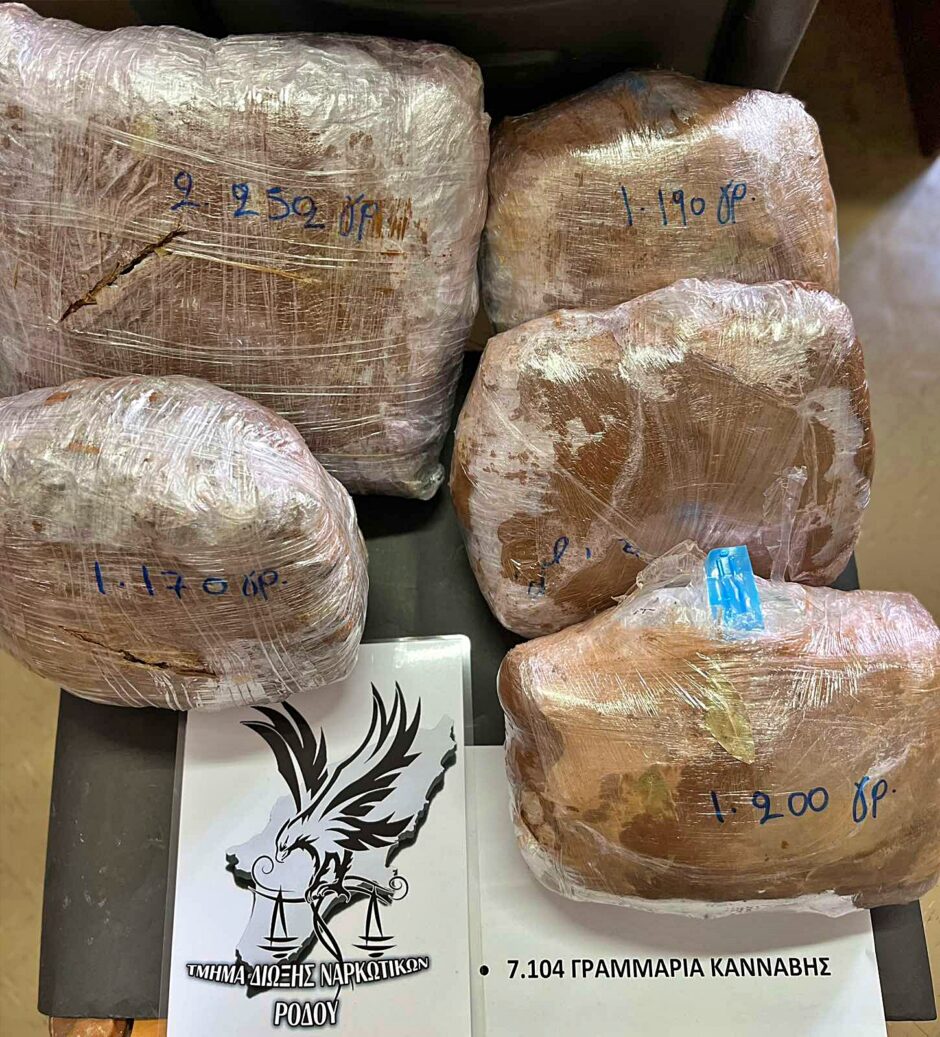 2. 250 γρ.
1.190 γρ.
1.170 γρ.
1.200 γρ.
ΤΜΗΜΑ ΔΙΩΞΗΣ ΝΑΡΚΩΤΙΚΩΝ
ΡΟΔΟΥ
• 7.104 ΓΡΑΜΜΑΡΙΑ ΚΑΝΝΑΒΗΣ